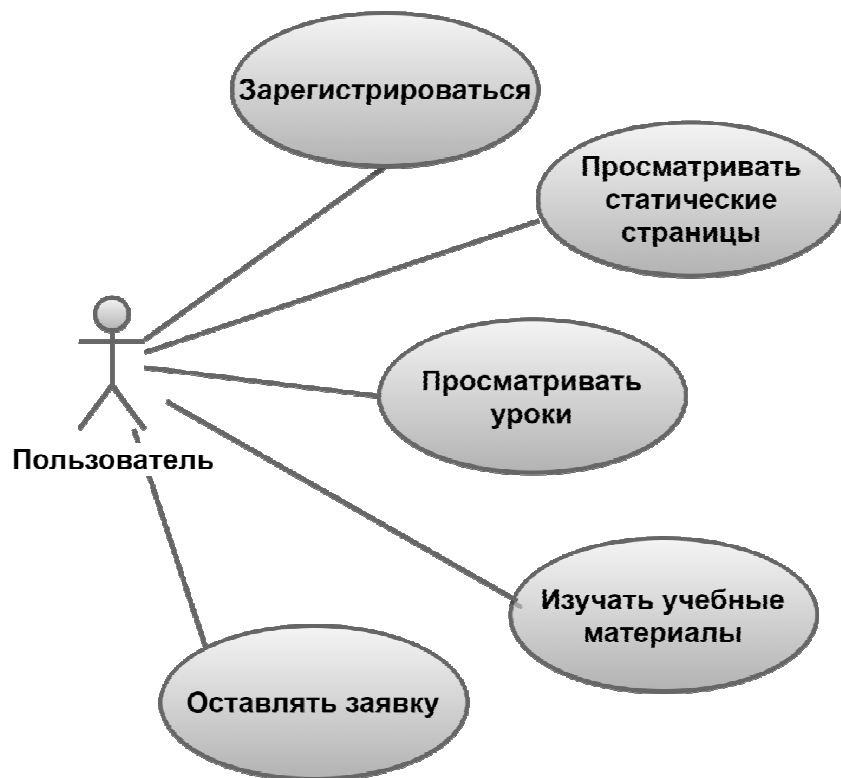 Зарегистрироваться
Просматривать
статические
страницы
Просматривать
уроки
Пользователь
Изучать учебные
материалы
Оставлять заявку